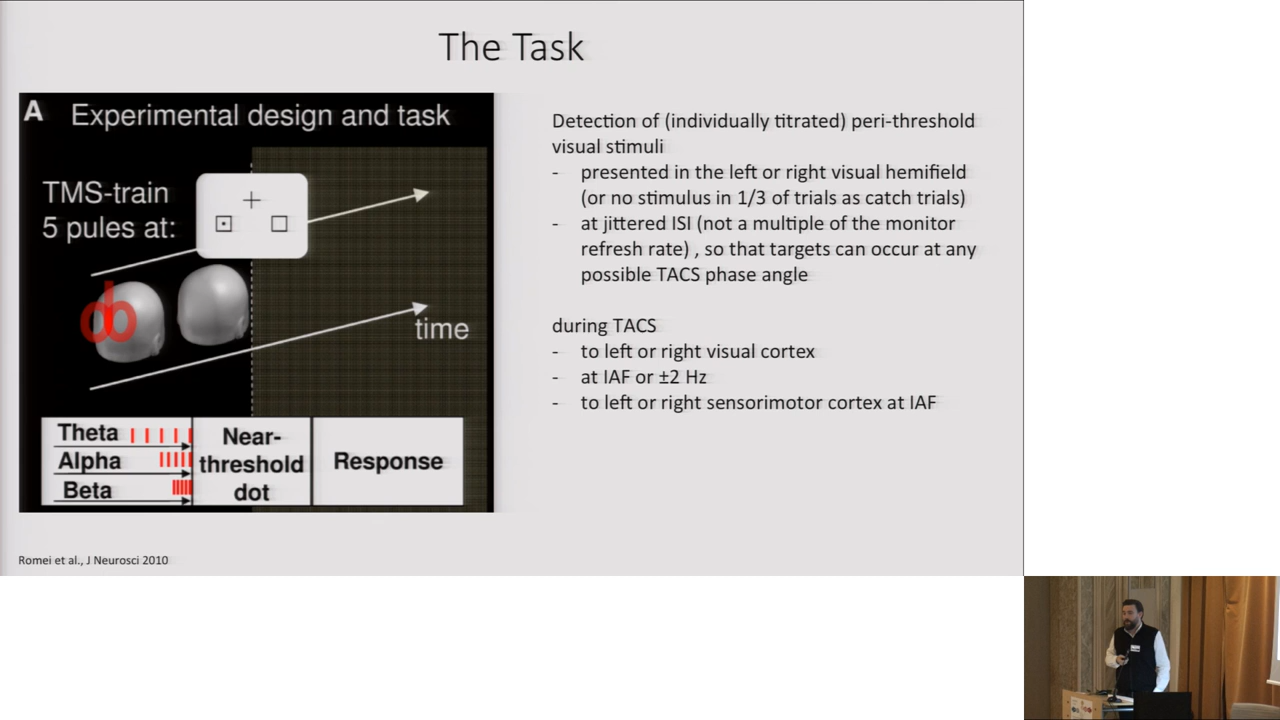 The Task
A Experimental design and task
TMS-train
5 pules at:
time
Theta
Alpha
Beta
Near-
threshold
dot
Response
Detection of (individually titrated) peri-threshold
visual stimuli
- presented in the left or right visual hemifield
(or no stimulus in 1/3 of trials as catch trials)
- at jittered ISI (not a multiple of the monitor
refresh rate) , so that targets can occur at any
possible TACS phase angle
during TACS
- to left or right visual cortex
- at IAF or ±2 Hz
- to left or right sensorimotor cortex at IAF
Romei et al., J Neurosci 2010